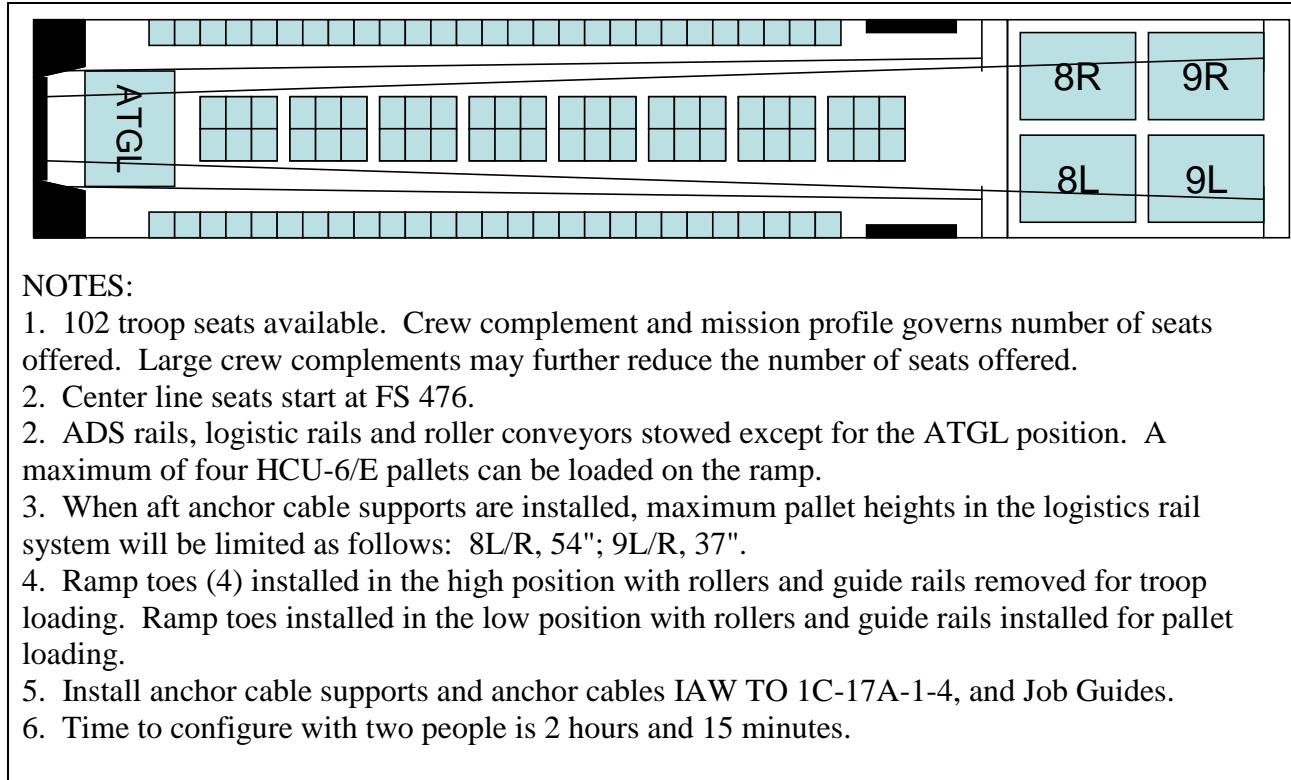 ATGL
8R
9R
8L
9L
NOTES:
1.  102 troop seats available.  Crew complement and mission profile governs number of seats
offered.  Large crew complements may further reduce the number of seats offered.
2.  Center line seats start at FS 476.
2.  ADS rails, logistic rails and roller conveyors stowed except for the ATGL position.  A
maximum of four HCU-6/E pallets can be loaded on the ramp.
3.  When aft anchor cable supports are installed, maximum pallet heights in the logistics rail
system will be limited as follows:  8L/R, 54"; 9L/R, 37".
4.  Ramp toes (4) installed in the high position with rollers and guide rails removed for troop
loading.  Ramp toes installed in the low position with rollers and guide rails installed for pallet
loading.
5.  Install anchor cable supports and anchor cables IAW TO 1C-17A-1-4, and Job Guides.
6.  Time to configure with two people is 2 hours and 15 minutes.